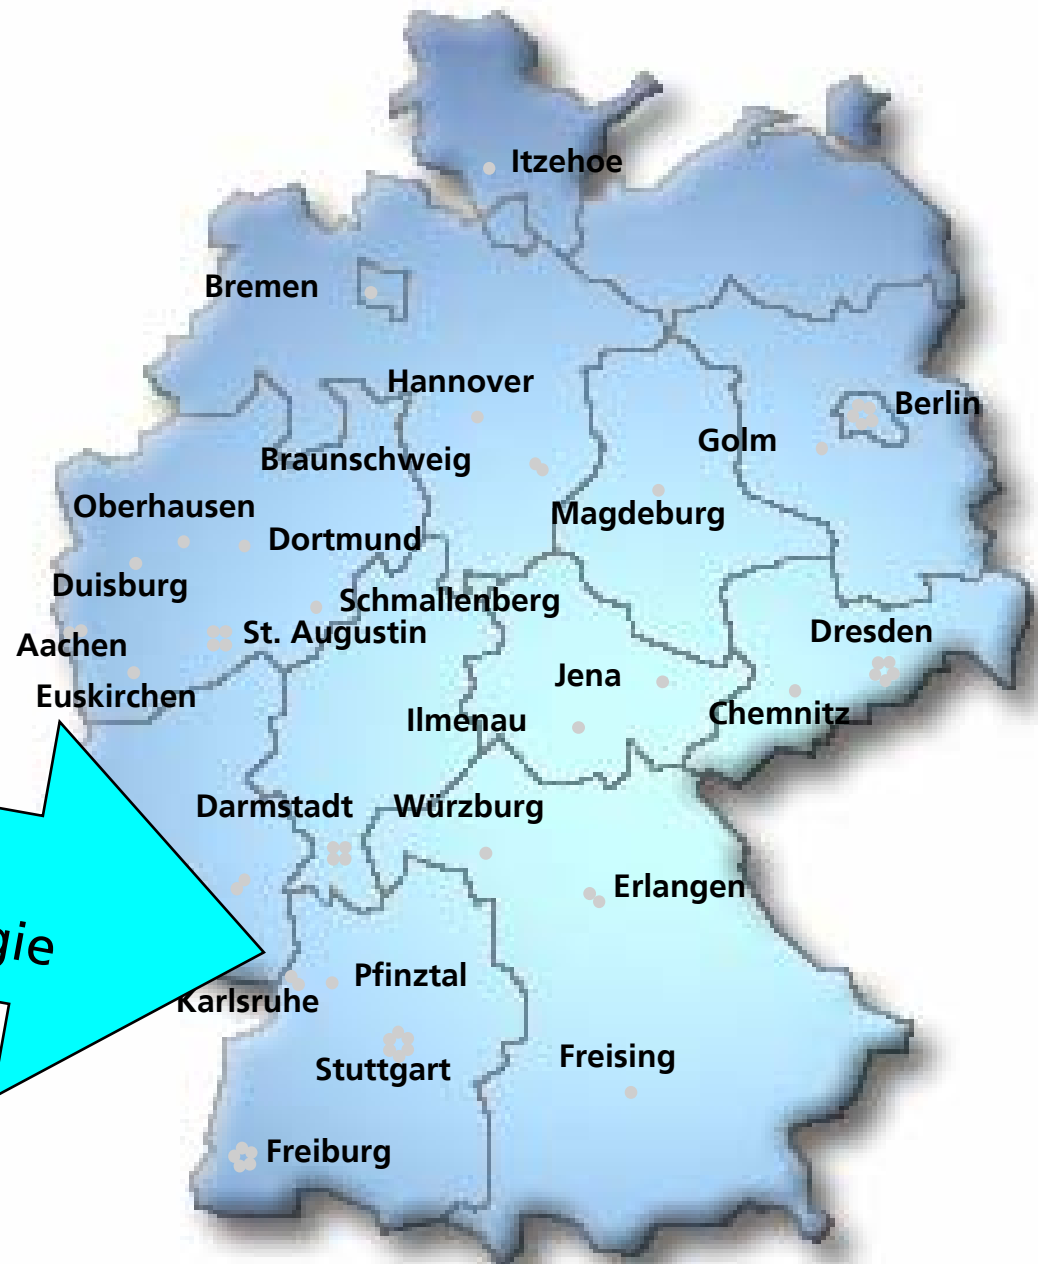 Itzehoe
Bremen
Hannover
Berlin
Golm
Braunschweig
Oberhausen
Magdeburg
Dortmund
Duisburg
Schmallenberg
St. Augustin
Dresden
Aachen
Jena
Euskirchen
Chemnitz
Ilmenau
Darmstadt
Würzburg
Erlangen
gie
Pfinztal
Karlsruhe
Freising
Stuttgart
Freiburg